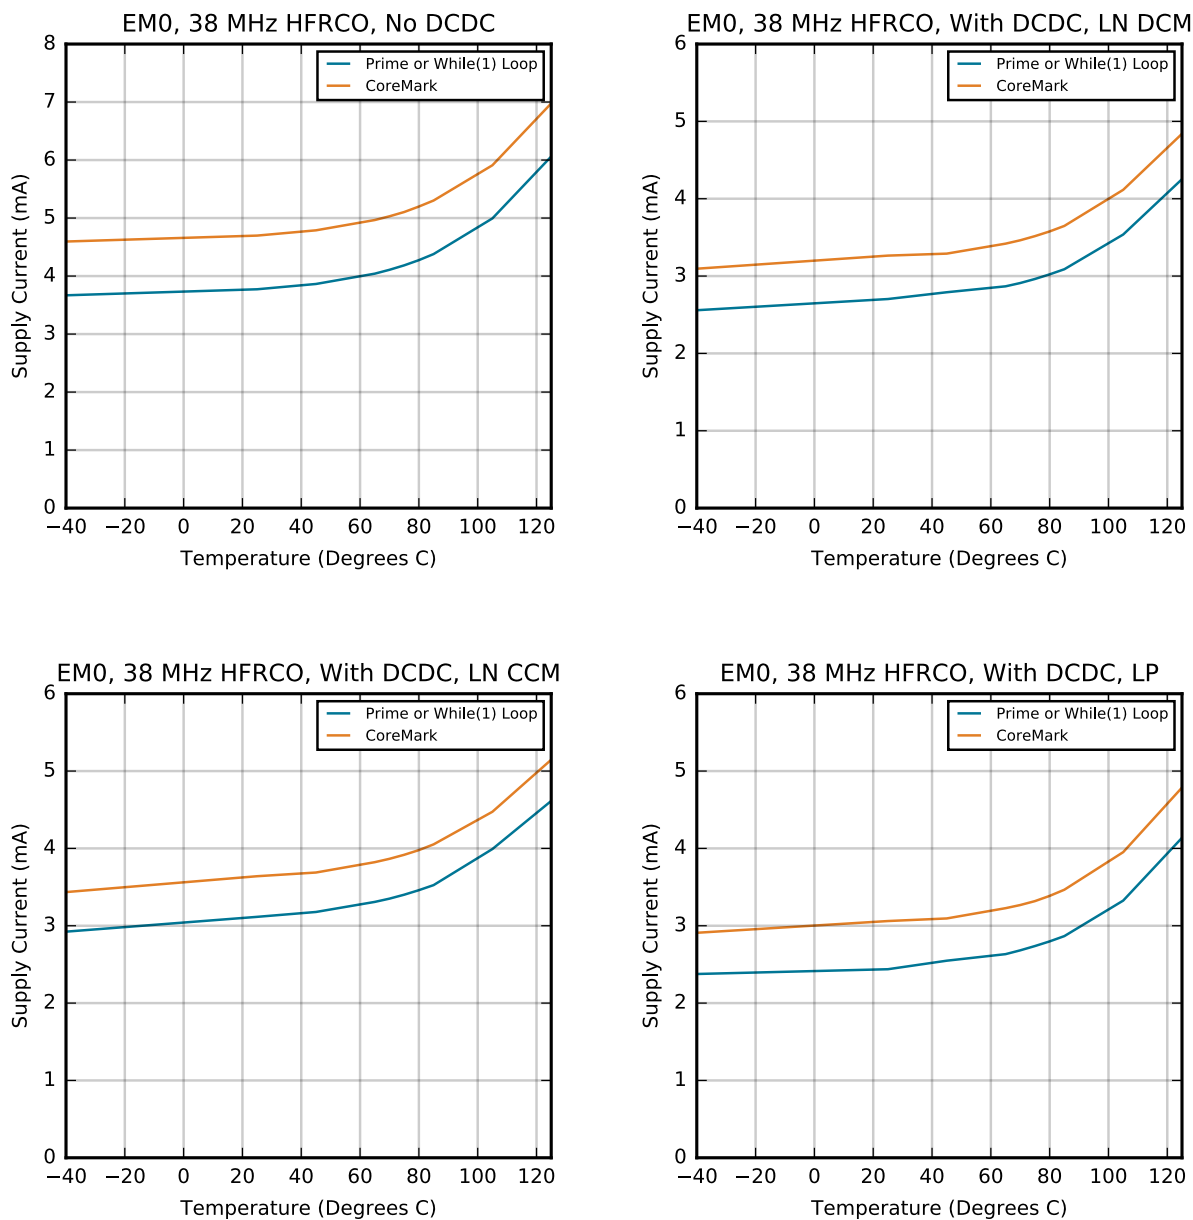 EM0, 38 MHz HFRCO, No DCDC
8
7
6
5
4
3
2
1
0
Supply Current (mA)
Prime or While(1) Loop
CoreMark
−40 −20 0 20 40 60 80 100 120
Temperature (Degrees C)
EM0, 38 MHz HFRCO, With DCDC, LN DCM
6
5
4
3
2
1
0
Supply Current (mA)
Prime or While(1) Loop
CoreMark
−40 −20 0 20 40 60 80 100 120
Temperature (Degrees C)
EM0, 38 MHz HFRCO, With DCDC, LN CCM
6
5
4
3
2
1
0
Supply Current (mA)
Prime or While(1) Loop
CoreMark
−40 −20 0 20 40 60 80 100 120
Temperature (Degrees C)
EM0, 38 MHz HFRCO, With DCDC, LP
6
5
4
3
2
1
0
Supply Current (mA)
Prime or While(1) Loop
CoreMark
−40 −20 0 20 40 60 80 100 120
Temperature (Degrees C)